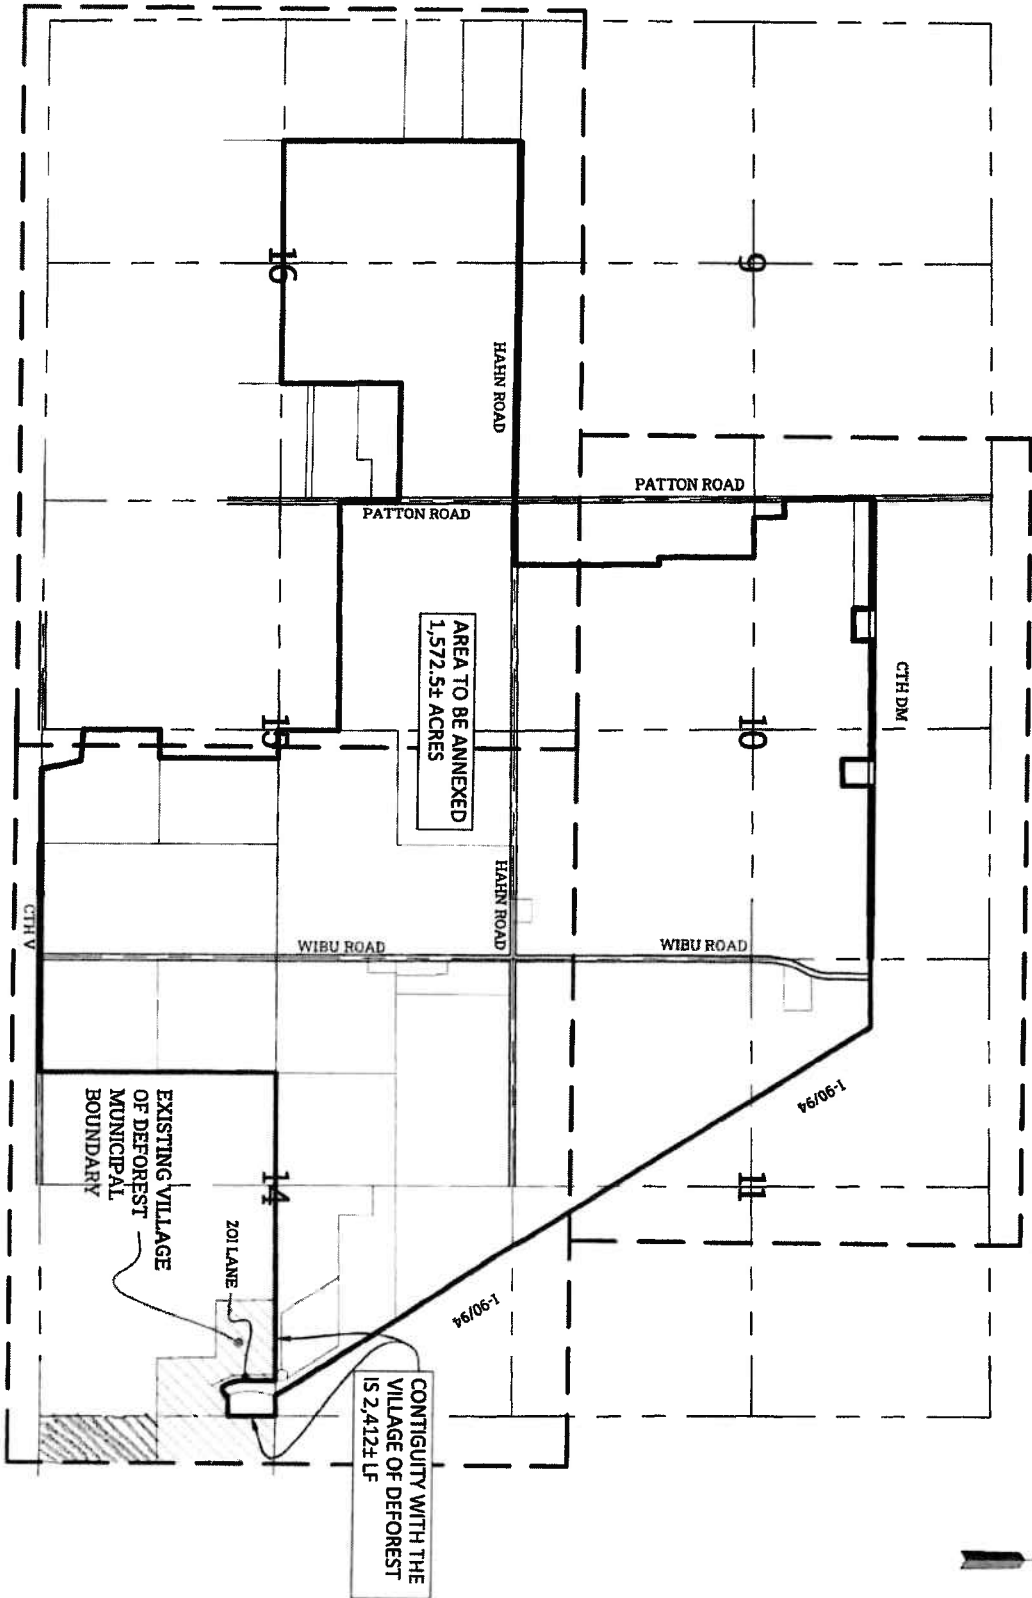 9
10
11
16
15
14
PATTON ROAD
CTH DM
HAHN ROAD
PATTON ROAD
AREA TO BE ANNEXED
1,572.5± ACRES
HAHN ROAD
WIBU ROAD
WIBU ROAD
I-90/94
I-90/94
CTH V
EXISTING VILLAGE
OF DEFOREST
MUNICIPAL
BOUNDARY
ZOI LANE
CONTIGUITY WITH THE
VILLAGE OF DEFOREST
IS 2,412± LF